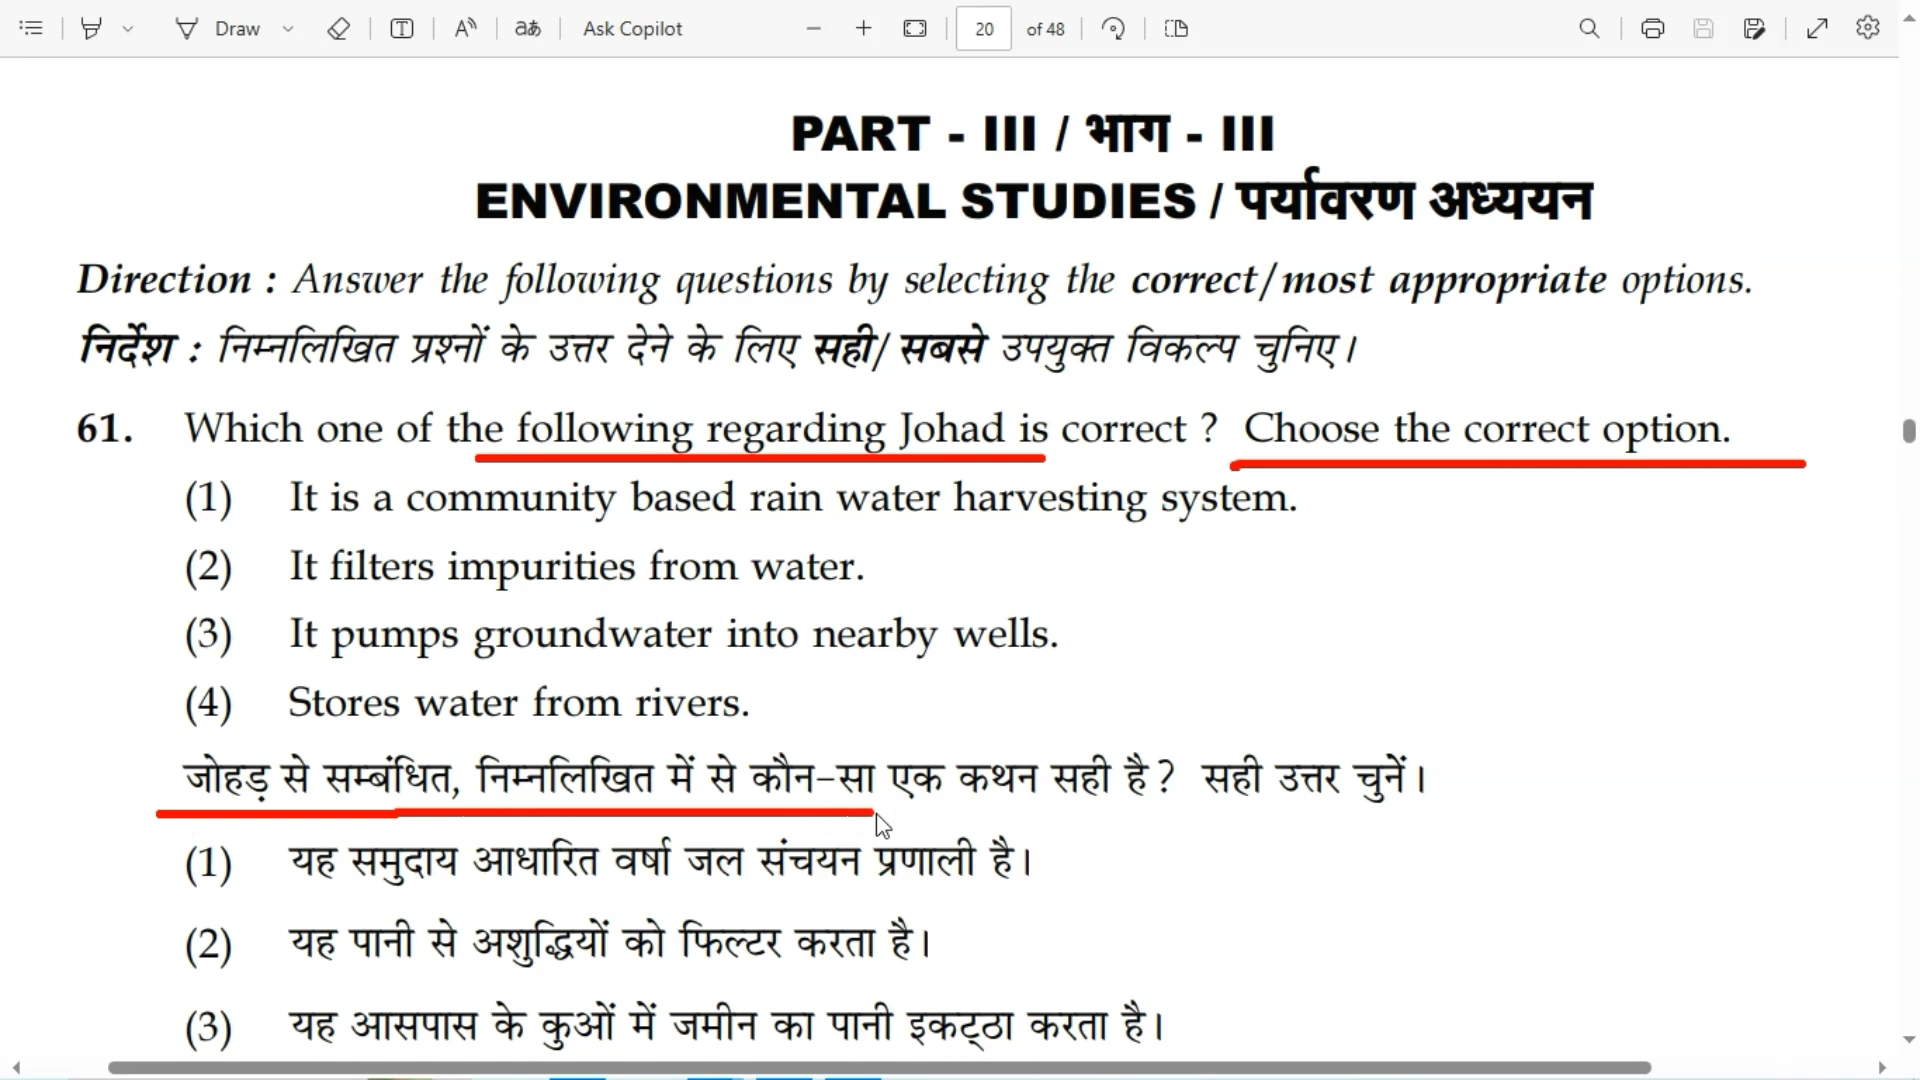 Draw
Ask Copilot
20 of 48
PART - III / भाग - III
ENVIRONMENTAL STUDIES / पर्यावरण अध्ययन
Direction : Answer the following questions by selecting the correct/most appropriate options.
निर्देश : निम्नलिखित प्रश्नों के उत्तर देने के लिए सही/ सबसे उपयुक्त विकल्प चुनिए।
61. Which one of the following regarding Johad is correct ? Choose the correct option.
(1) It is a community based rain water harvesting system.
(2) It filters impurities from water.
(3) It pumps groundwater into nearby wells.
(4) Stores water from rivers.
जोहड़ से सम्बंधित, निम्नलिखित में से कौन-सा एक कथन सही है? सही उत्तर चुनें।
(1) यह समुदाय आधारित वर्षा जल संचयन प्रणाली है।
(2) यह पानी से अशुद्धियों को फिल्टर करता है।
(3) यह आसपास के कुओं में जमीन का पानी इकट्ठा करता है।